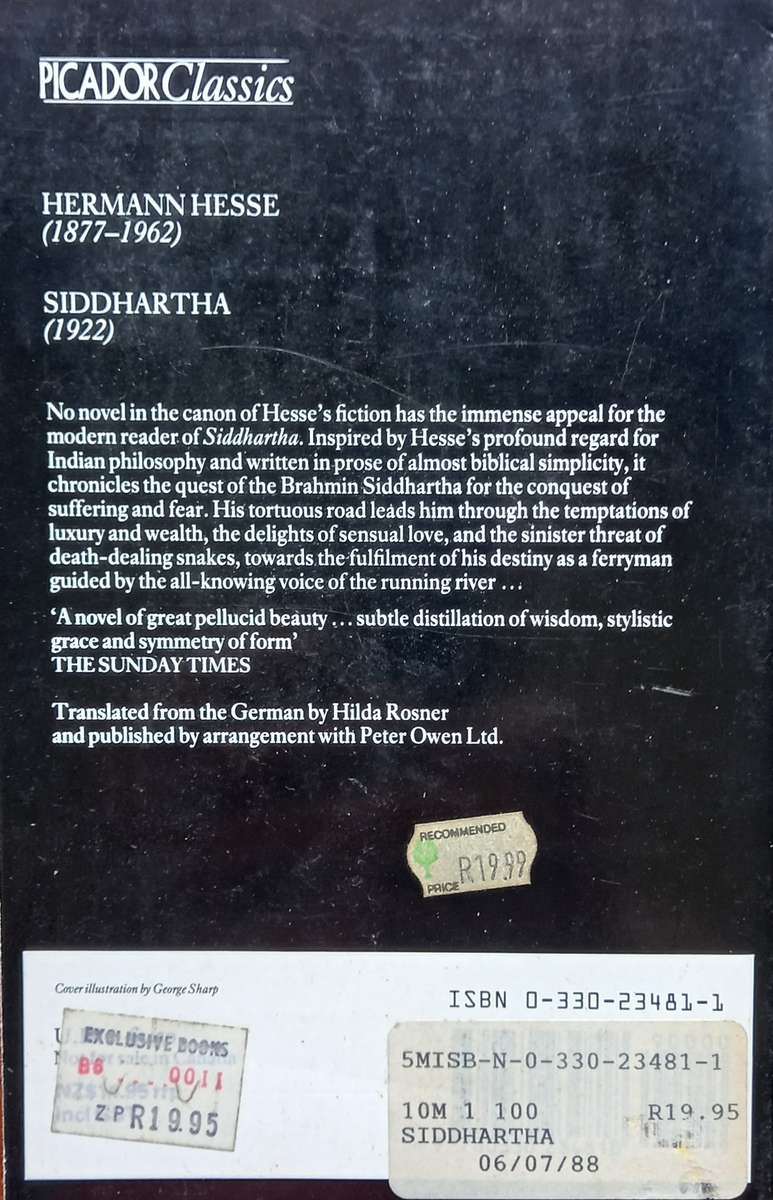 PICADOR Classics
HERMANN HESSE
(1877–1962)
SIDDHARTHA
(1922)
No novel in the canon of Hesse's fiction has the immense appeal for the
modern reader of Siddhartha. Inspired by Hesse's profound regard for
Indian philosophy and written in prose of almost biblical simplicity, it
chronicles the quest of the Brahmin Siddhartha for the conquest of
suffering and fear. His tortuous road leads him through the temptations of
luxury and wealth, the delights of sensual love, and the sinister threat of
death-dealing snakes, towards the fulfilment of his destiny as a ferryman
guided by the all-knowing voice of the running river …
‘A novel of great pellucid beauty … subtle distillation of wisdom, stylistic
grace and symmetry of form’
THE SUNDAY TIMES
Translated from the German by Hilda Rosner
and published by arrangement with Peter Owen Ltd.
RECOMMENDED
R19.99
PRICE
Cover illustration by George Sharp
ISBN 0-330-23481-1
EXCLUSIVE BOOKS
0011
ZP R19.95
5MISB-N-0-330-23481-1
10M 1 100 R19.95
SIDDHARTHA
06/07/88